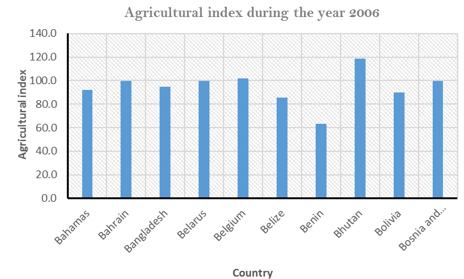 Agricultural index during the year 2006
140.0
120.0
100.0
80.0
60.0
40.0
20.0
0.0
Agricultural index
Bahamas
Bahrain
Bangladesh
Belarus
Belgium
Belize
Benin
Bhutan
Bolivia
Bosnia and...
Country